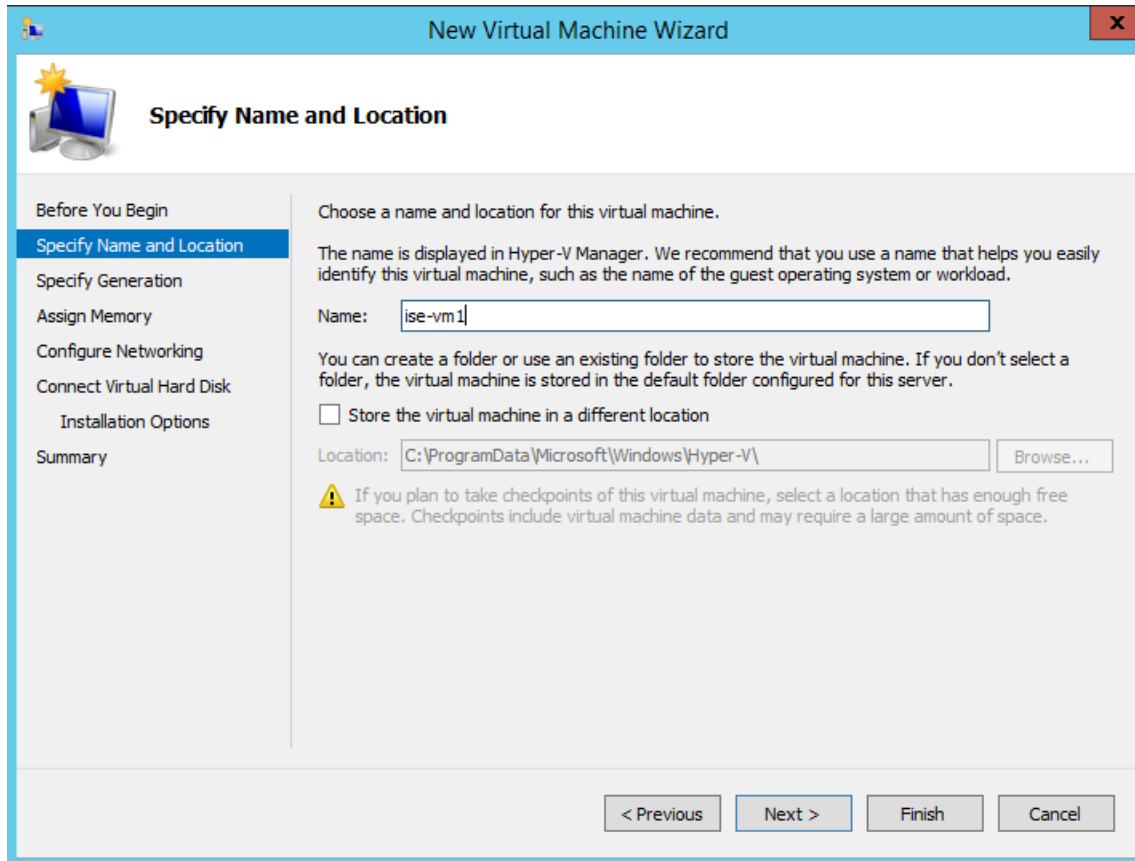 New Virtual Machine Wizard
x
Specify Name and Location
Before You Begin
Specify Name and Location
Specify Generation
Assign Memory
Configure Networking
Connect Virtual Hard Disk
Installation Options
Summary
Choose a name and location for this virtual machine.
The name is displayed in Hyper-V Manager. We recommend that you use a name that helps you easily
identify this virtual machine, such as the name of the guest operating system or workload.
Name: ise-vm1
You can create a folder or use an existing folder to store the virtual machine. If you don't select a
folder, the virtual machine is stored in the default folder configured for this server.
Store the virtual machine in a different location
Location: C:\ProgramData\Microsoft\Windows\Hyper-V\ Browse...
If you plan to take checkpoints of this virtual machine, select a location that has enough free
space. Checkpoints include virtual machine data and may require a large amount of space.
< Previous Next > Finish Cancel